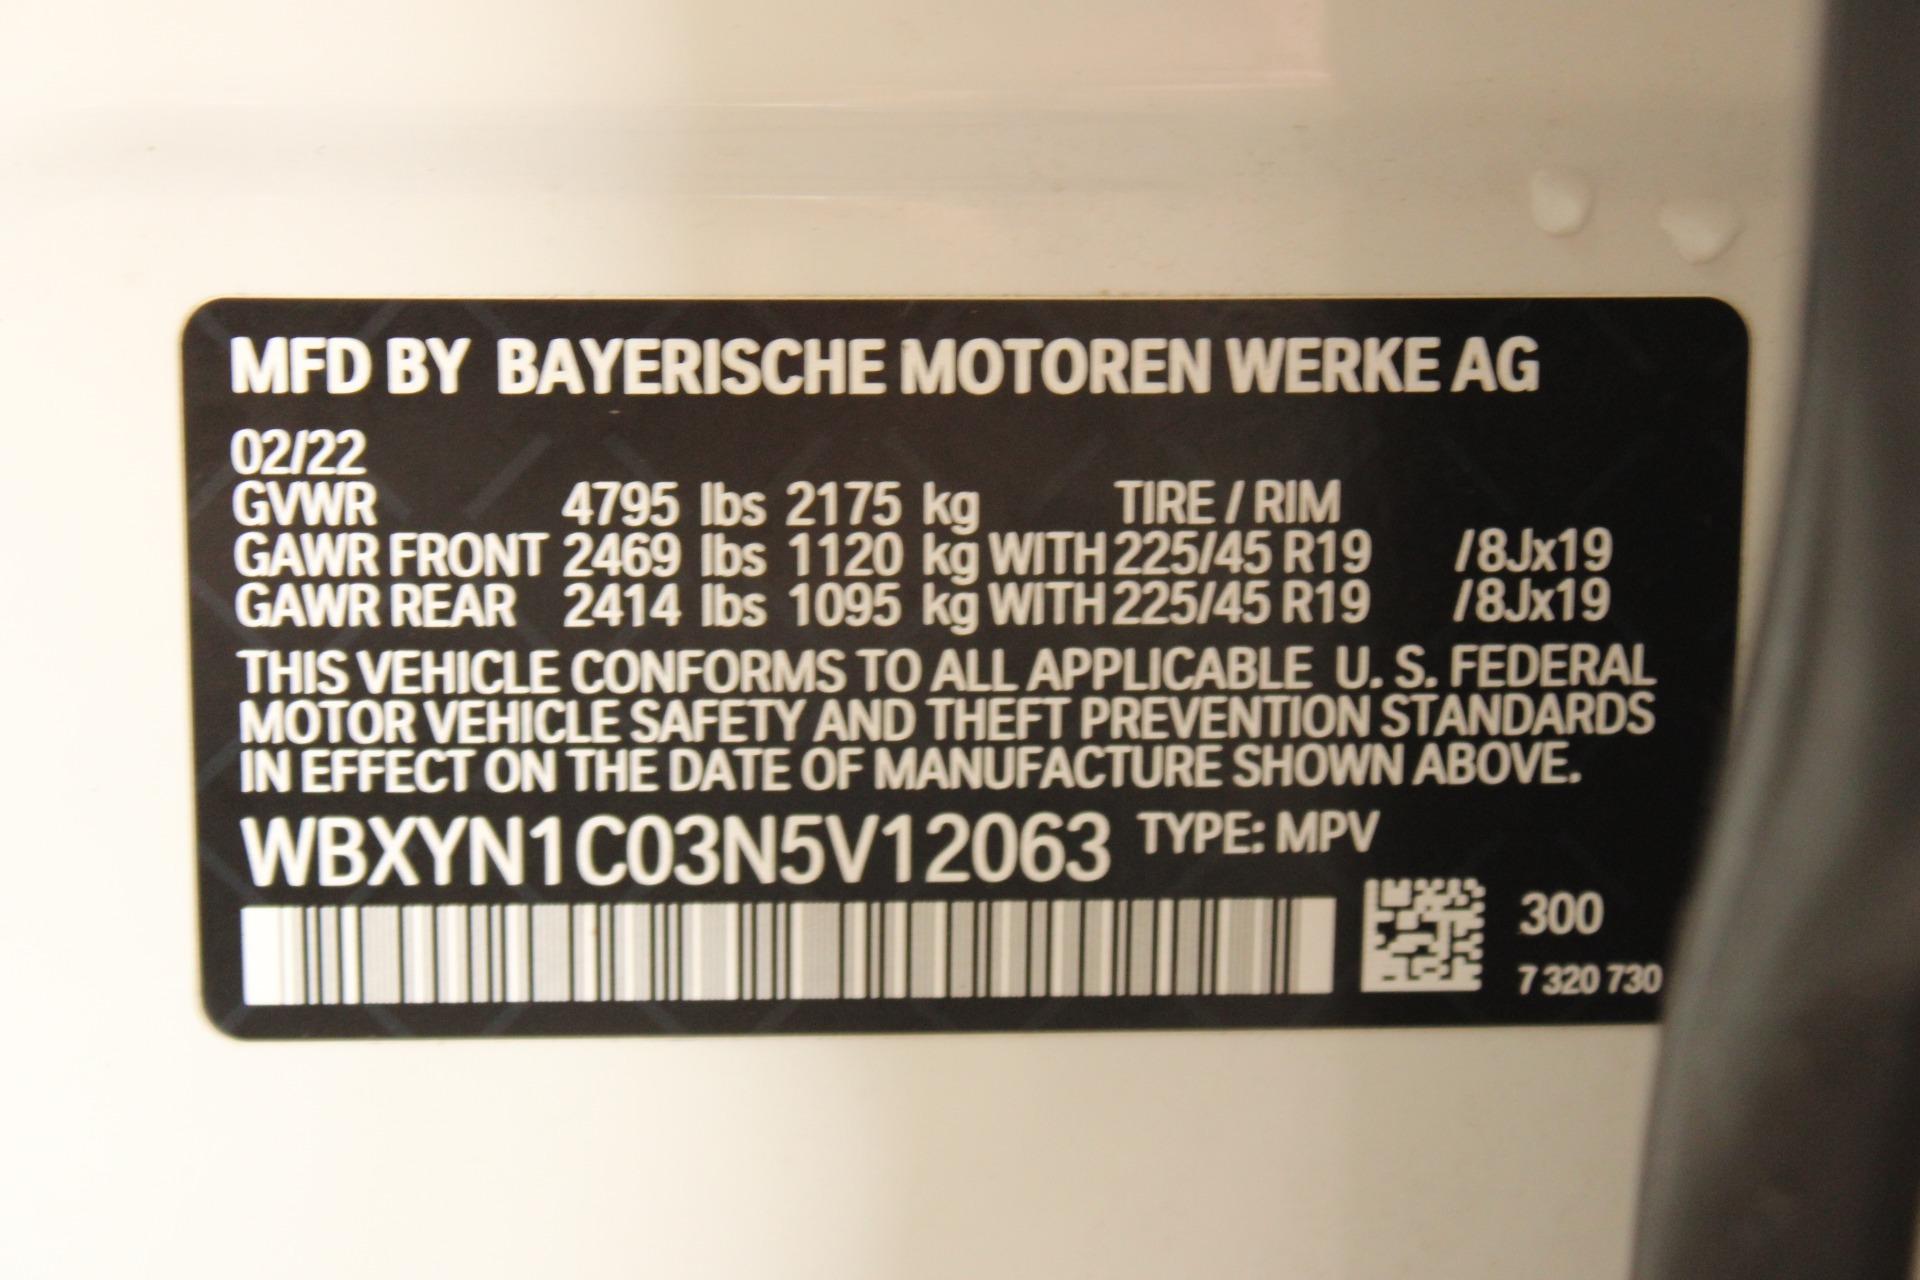 MFD BY BAYERISCHE MOTOREN WERKE AG
02/22
GVWR 4795 lbs 2175 kg TIRE / RIM
GAWR FRONT 2469 lbs 1120 kg WITH 225/45 R19 /8Jx19
GAWR REAR 2414 lbs 1095 kg WITH 225/45 R19 /8Jx19
THIS VEHICLE CONFORMS TO ALL APPLICABLE U. S. FEDERAL
MOTOR VEHICLE SAFETY AND THEFT PREVENTION STANDARDS
IN EFFECT ON THE DATE OF MANUFACTURE SHOWN ABOVE.
WBXYN1C03N5V12063 TYPE: MPV
300
7 320 730